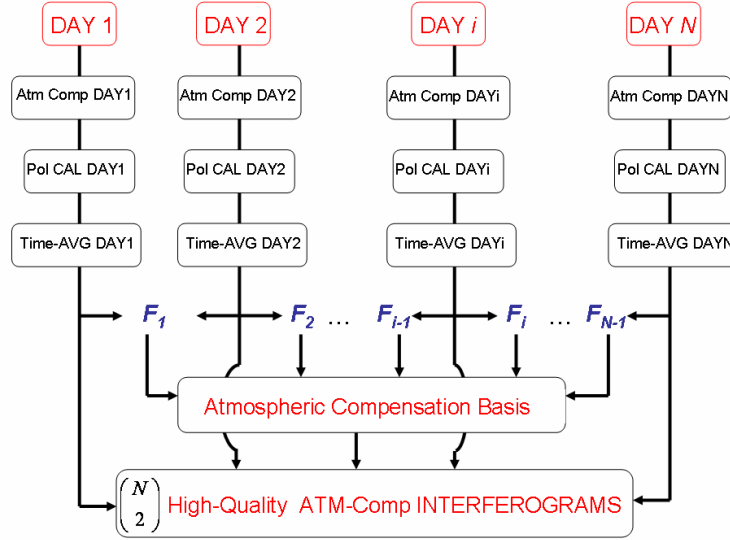 DAY 1 DAY 2 DAY i DAY N
Atm Comp DAY1 Atm Comp DAY2 Atm Comp DAYi Atm Comp DAYN
Pol CAL DAY1 Pol CAL DAY2 Pol CAL DAYi Pol CAL DAYN
Time-AVG DAY1 Time-AVG DAY2 Time-AVG DAYi Time-AVG DAYN
F1 F2 ... Fi-1 Fi ... FN-1
Atmospheric Compensation Basis
(N 2) High-Quality ATM-Comp INTERFEROGRAMS